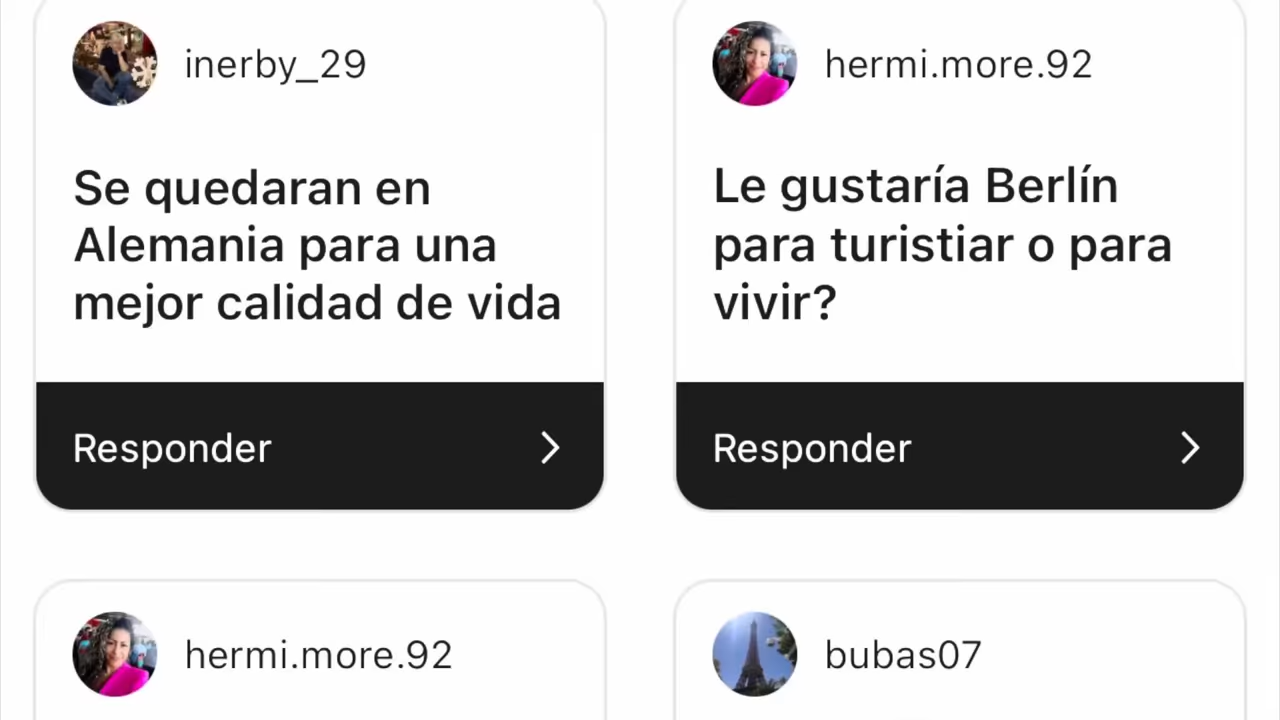 inerby_29
Se quedaran en
Alemania para una
mejor calidad de vida
Responder
hermi.more.92
Le gustaría Berlín
para turistiar o para
vivir?
Responder
hermi.more.92
bubas07